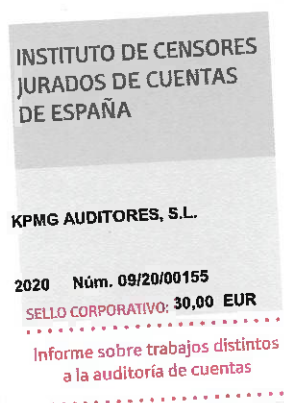 INSTITUTO DE CENSORES
JURADOS DE CUENTAS
DE ESPAÑA
KPMG AUDITORES, S.L.
2020 Núm. 09/20/00155
SELLO CORPORATIVO: 30,00 EUR
Informe sobre trabajos distintos
a la auditoría de cuentas